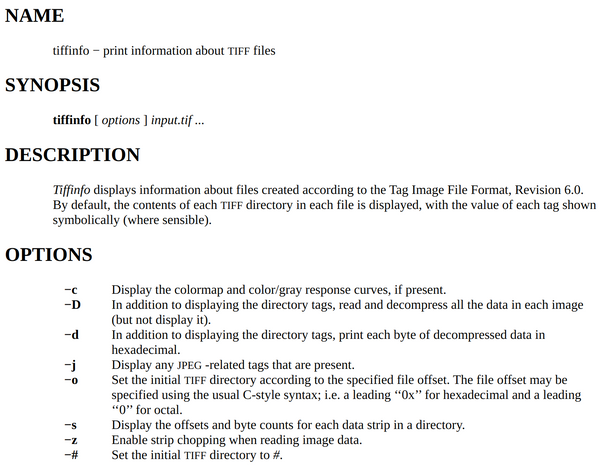 NAME
tiffinfo − print information about TIFF files
SYNOPSIS
tiffinfo [ options ] input.tif ...
DESCRIPTION
Tiffinfo displays information about files created according to the Tag Image File Format, Revision 6.0.
By default, the contents of each TIFF directory in each file is displayed, with the value of each tag shown
symbolically (where sensible).
OPTIONS
−c Display the colormap and color/gray response curves, if present.
−D In addition to displaying the directory tags, read and decompress all the data in each image
(but not display it).
−d In addition to displaying the directory tags, print each byte of decompressed data in
hexadecimal.
−j Display any JPEG -related tags that are present.
−o Set the initial TIFF directory according to the specified file offset. The file offset may be
specified using the usual C-style syntax; i.e. a leading ‘‘0x’’ for hexadecimal and a leading
‘‘0’’ for octal.
−s Display the offsets and byte counts for each data strip in a directory.
−z Enable strip chopping when reading image data.
−# Set the initial TIFF directory to #.